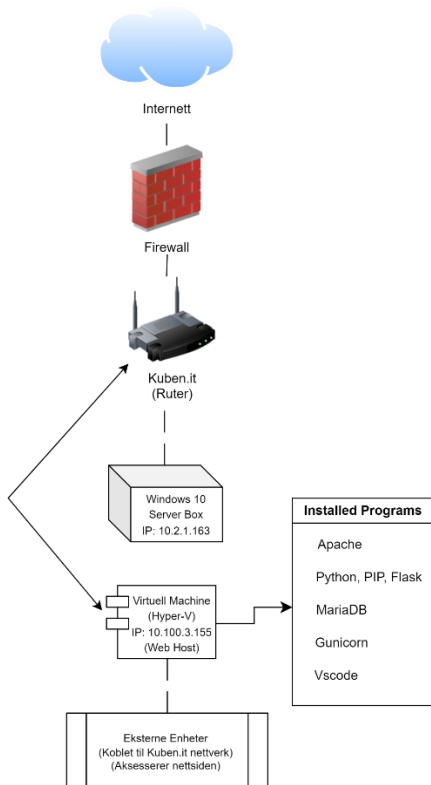 Internett
Firewall
Kuben.it
(Ruter)
Windows 10
Server Box
IP: 10.2.1.163
Virtuell Machine
(Hyper-V)
IP: 10.100.3.155
(Web Host)
Installed Programs
Apache
Python, PIP, Flask
MariaDB
Gunicorn
Vscode
Eksterne Enheter
(Koblet til Kuben.it nettverk)
(Aksesserer nettsiden)